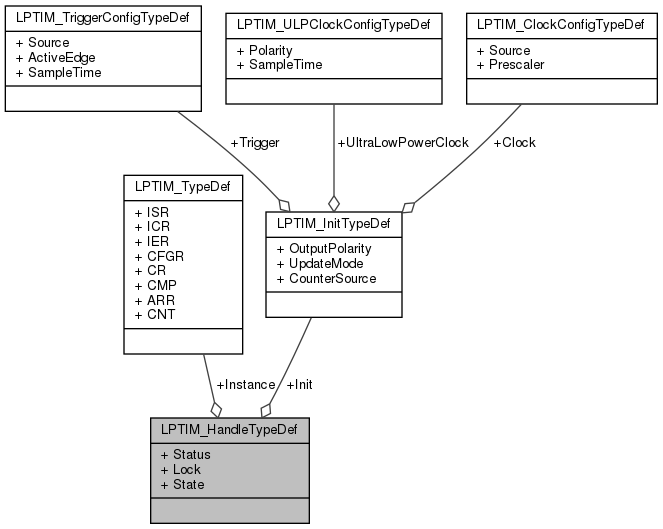 LPTIM_TriggerConfigTypeDef
+ Source
+ ActiveEdge
+ SampleTime
LPTIM_ULPClockConfigTypeDef
+ Polarity
+ SampleTime
LPTIM_ClockConfigTypeDef
+ Source
+ Prescaler
+Trigger
+UltraLowPowerClock
+Clock
LPTIM_TypeDef
+ ISR
+ ICR
+ IER
+ CFGR
+ CR
+ CMP
+ ARR
+ CNT
LPTIM_InitTypeDef
+ OutputPolarity
+ UpdateMode
+ CounterSource
+Instance
+Init
LPTIM_HandleTypeDef
+ Status
+ Lock
+ State